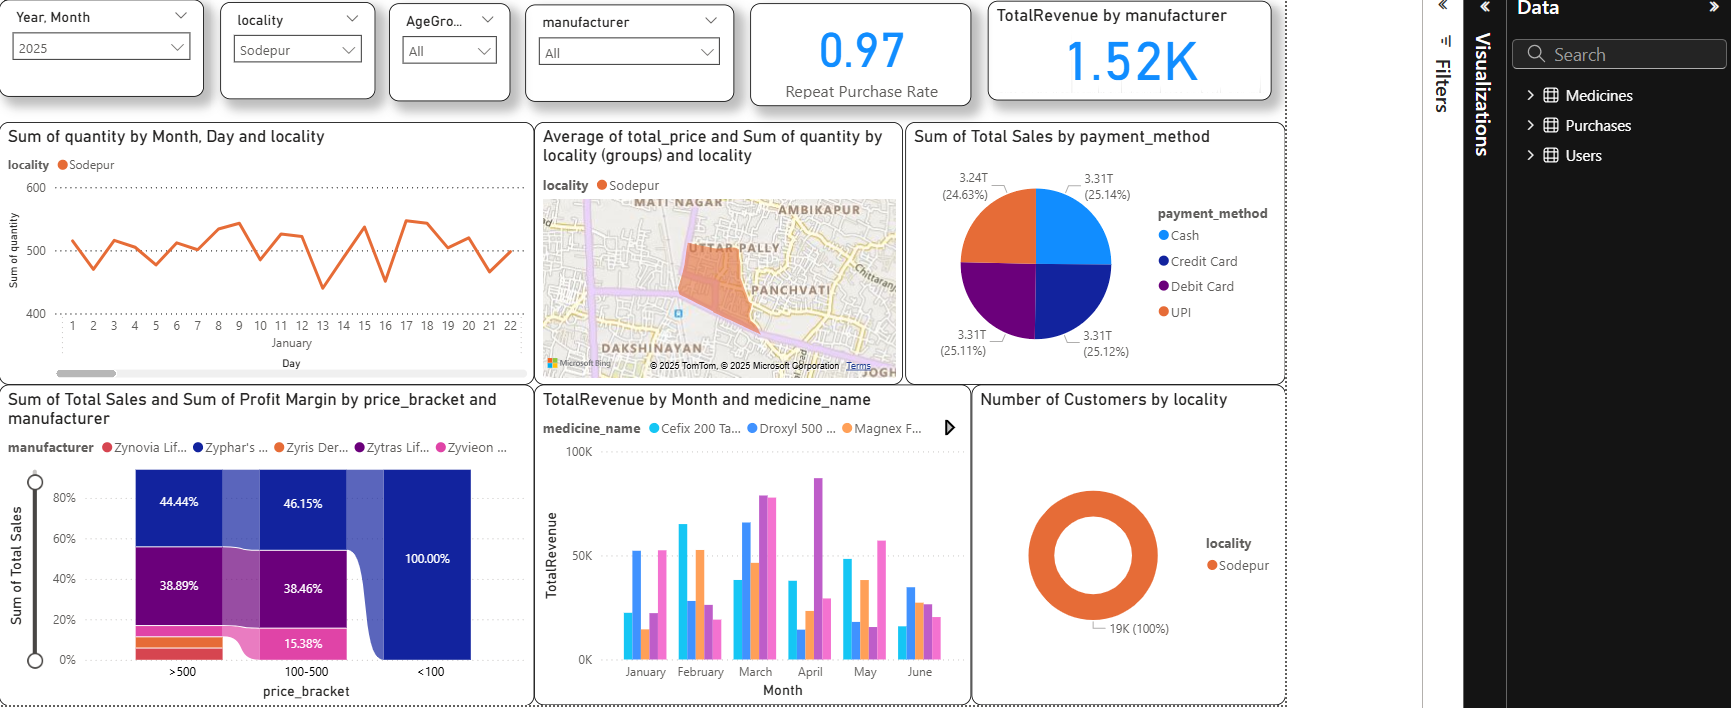 Year, Month
2025
locality
Sodepur
AgeGro...
All
manufacturer
All
0.97
Repeat Purchase Rate
TotalRevenue by manufacturer
1.52K
Filters
Visualizations
Data
Search
Medicines
Purchases
Users
Sum of quantity by Month, Day and locality
locality Sodepur
Sum of quantity
600
500
400
1 2 3 4 5 6 7 8 9 10 11 12 13 14 15 16 17 18 19 20 21 22
January
Day
Average of total_price and Sum of quantity by
locality (groups) and locality
locality Sodepur
MATI NAGAR
AMBIKAPUR
UTTAR PALLY
Chittaranj
PANCHVATI
DAKSHINAYAN
JOGH
Microsoft Bing
© 2025 TomTom, © 2025 Microsoft Corporation Terms
Sum of Total Sales by payment_method
3.24T
(24.63%)
3.31T
(25.14%)
3.31T
(25.11%)
3.31T
(25.12%)
payment_method
Cash
Credit Card
Debit Card
UPI
Sum of Total Sales and Sum of Profit Margin by price_bracket and
manufacturer
manufacturer Zynovia Lif... Zyphar's ... Zyris Der... Zytras Lif... Zyvieon ...
Sum of Total Sales
80%
60%
40%
20%
0%
44.44%
46.15%
100.00%
38.89%
38.46%
15.38%
>500 100-500 <100
price_bracket
TotalRevenue by Month and medicine_name
medicine_name Cefix 200 Ta... Droxyl 500 ... Magnex F...
TotalRevenue
100K
50K
0K
January February March April May June
Month
Number of Customers by locality
19K (100%)
locality
Sodepur